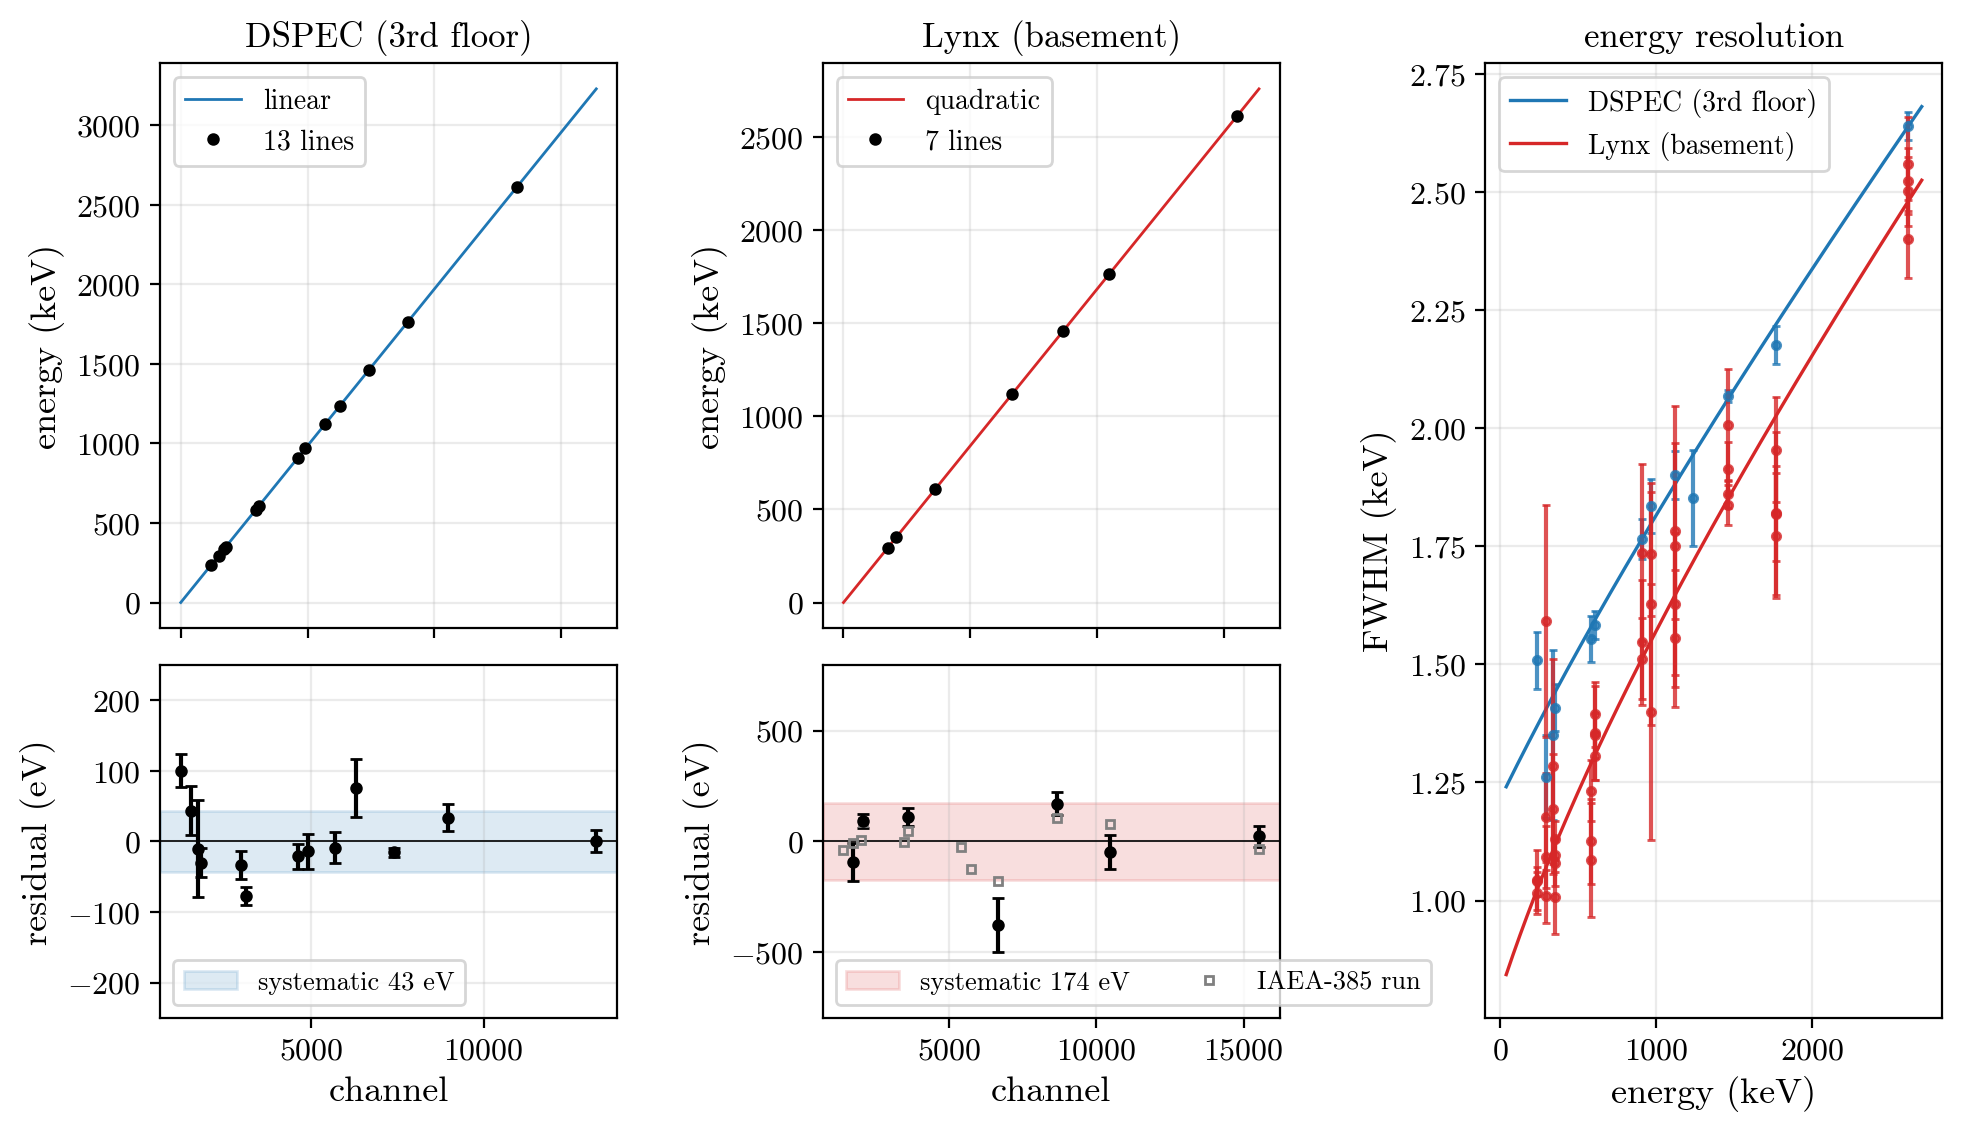 DSPEC (3rd floor)
linear
13 lines
energy (keV)
3000
2500
2000
1500
1000
500
0
residual (eV)
200
100
0
−100
−200
systematic 43 eV
5000
10000
channel
Lynx (basement)
quadratic
7 lines
energy (keV)
2500
2000
1500
1000
500
0
residual (eV)
500
0
−500
systematic 174 eV
IAEA-385 run
5000
10000
15000
channel
energy resolution
DSPEC (3rd floor)
Lynx (basement)
FWHM (keV)
2.75
2.50
2.25
2.00
1.75
1.50
1.25
1.00
0
1000
2000
energy (keV)